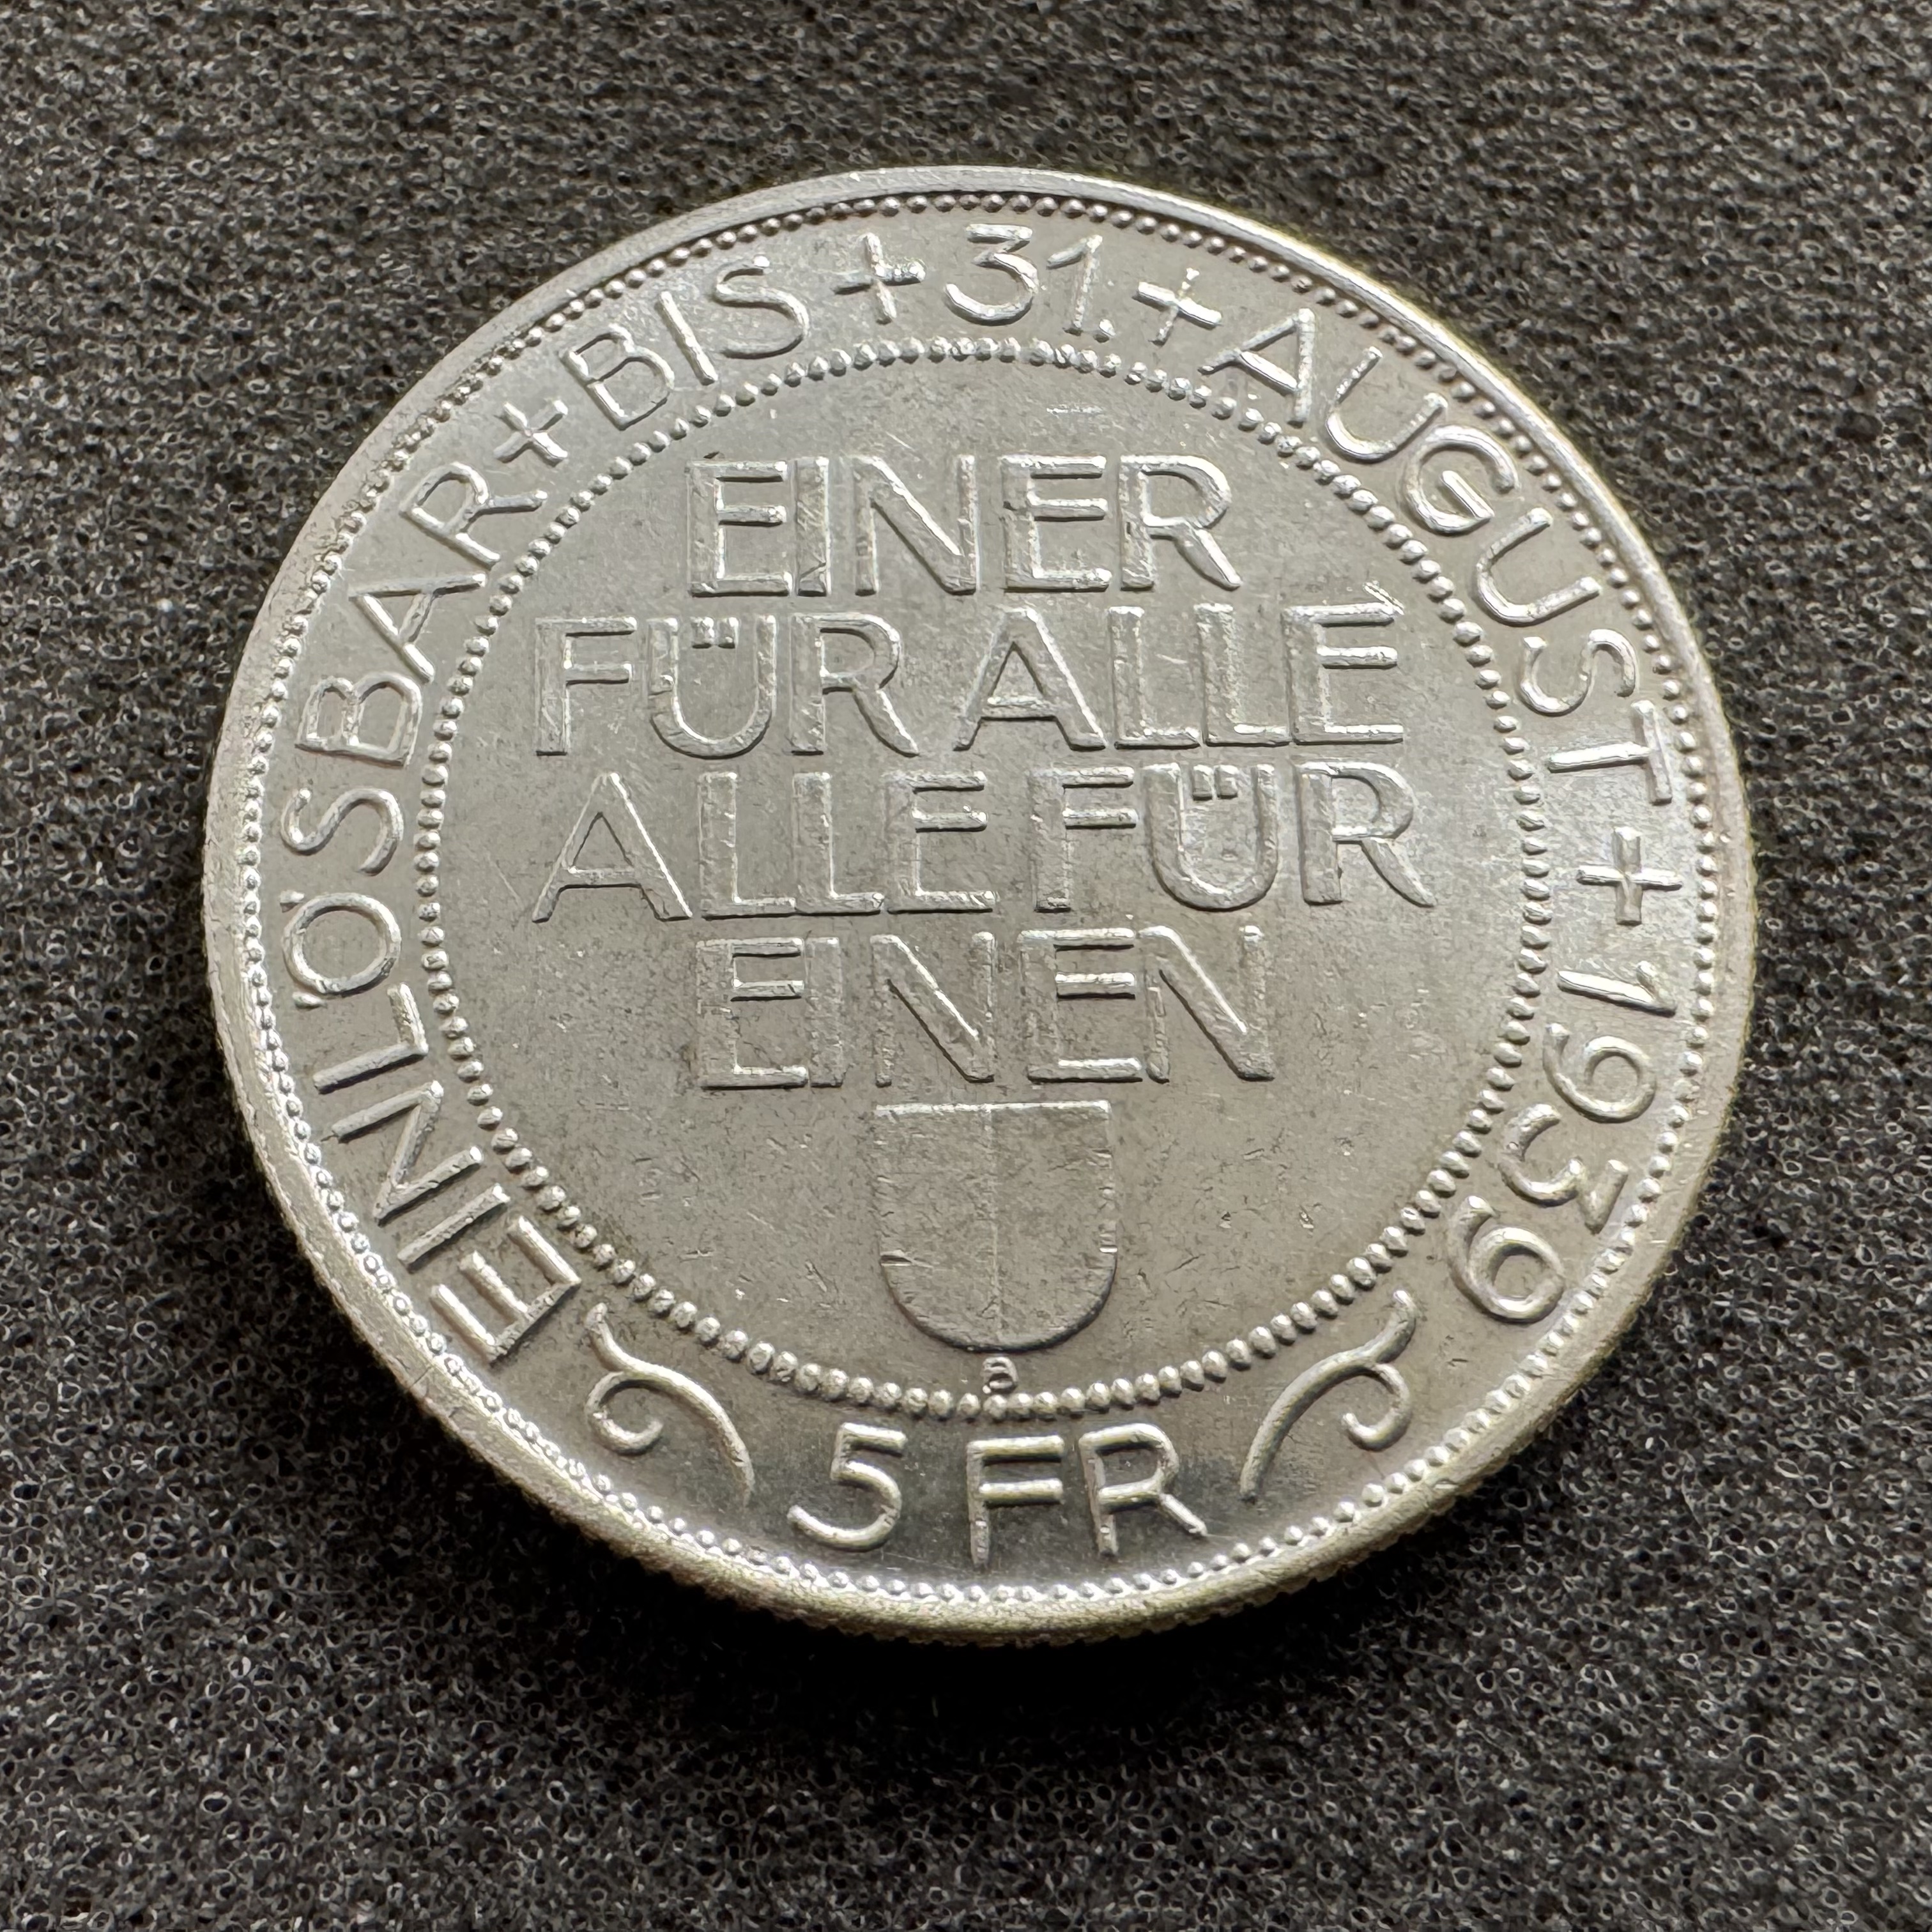 EINLÖSBAR + BIS + 31. + AUGUST + 1939
EINER
FÜR ALLE
ALLE FÜR
EINEN
B
5 FR